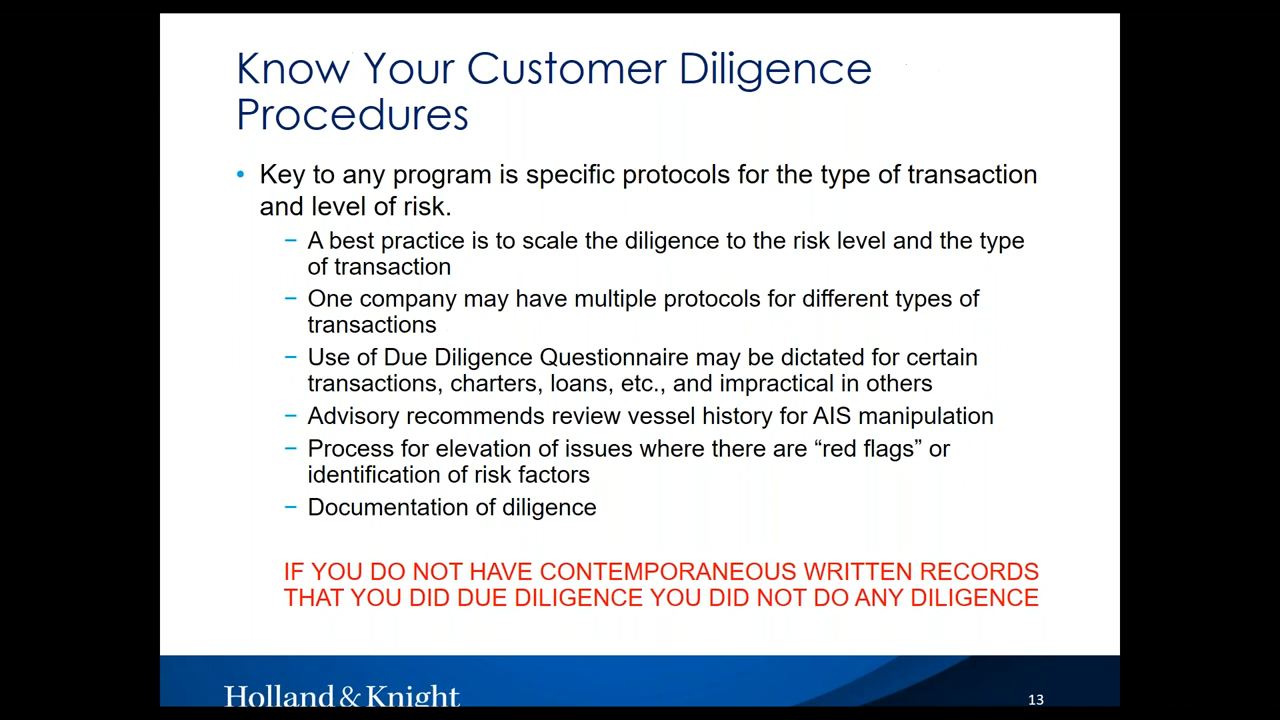 Know Your Customer Diligence
Procedures
• Key to any program is specific protocols for the type of transaction
and level of risk.
− A best practice is to scale the diligence to the risk level and the type
of transaction
− One company may have multiple protocols for different types of
transactions
− Use of Due Diligence Questionnaire may be dictated for certain
transactions, charters, loans, etc., and impractical in others
− Advisory recommends review vessel history for AIS manipulation
− Process for elevation of issues where there are “red flags” or
identification of risk factors
− Documentation of diligence
IF YOU DO NOT HAVE CONTEMPORANEOUS WRITTEN RECORDS
THAT YOU DID DUE DILIGENCE YOU DID NOT DO ANY DILIGENCE
Holland & Knight
13